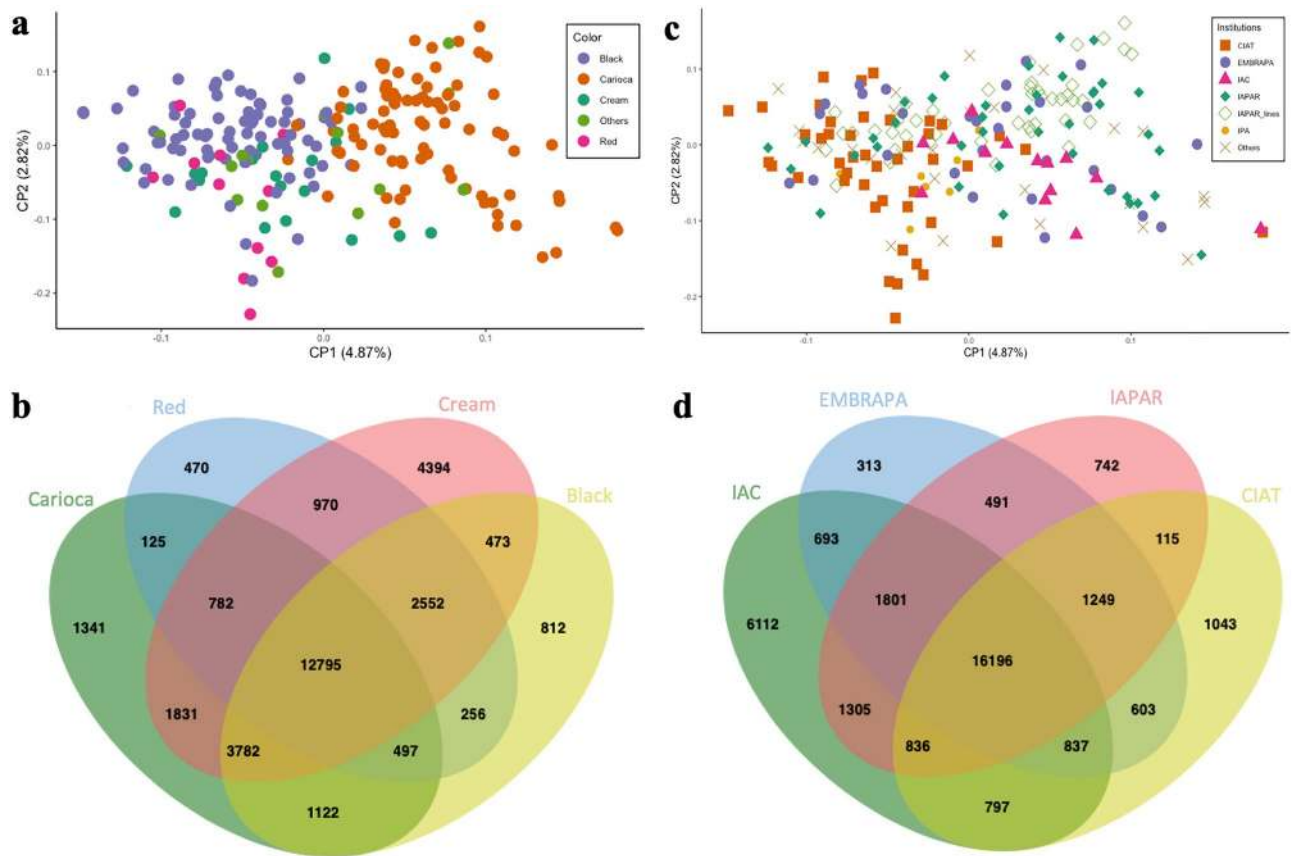 a
Color
Black
Carioca
Cream
Others
Red
0.1
0.0
-0.1
-0.2
CP2 (2.82%)
-0.1
0.0
0.1
CP1 (4.87%)
c
Institutions
CIAT
EMBRAPA
IAC
IAPAR
IAPAR_lines
IPA
Others
0.1
0.0
-0.1
-0.2
CP2 (2.82%)
-0.1
0.0
0.1
CP1 (4.87%)
b
Red
Cream
Carioca
Black
470
4394
970
125
473
782
2552
1341
812
12795
1831
256
3782
497
1122
d
EMBRAPA
IAPAR
IAC
CIAT
313
742
491
693
115
1801
1249
6112
1043
16196
1305
603
836
837
797